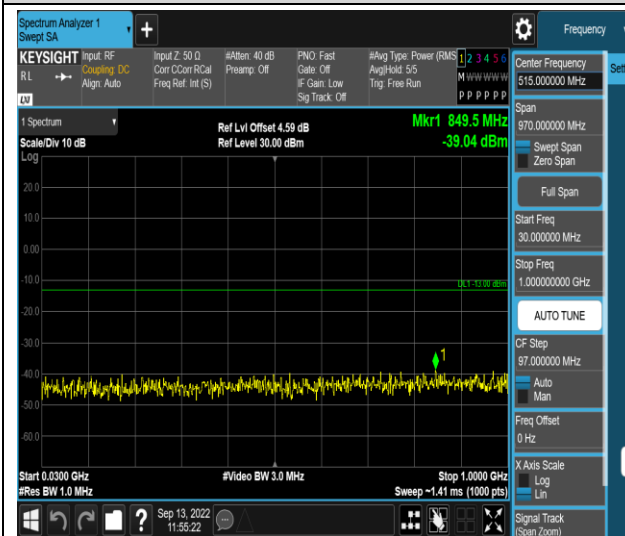 Spectrum Analyzer 1
Swept SA
+
Frequency
KEYSIGHT
RL
LXI
Input: RF
Coupling: DC
Align: Auto
Input Z: 50 Ω
Corr CCorr RCal
Freq Ref: Int (S)
#Atten: 40 dB
Preamp: Off
PNO: Fast
Gate: Off
IF Gain: Low
Sig Track: Off
#Avg Type: Power (RMS
Avg|Hold: 5/5
Trig: Free Run
1 2 3 4 5 6
M W W W W W
P P P P P P
1 Spectrum
Scale/Div 10 dB
Log
Ref Lvl Offset 4.59 dB
Ref Level 30.00 dBm
Mkr1 849.5 MHz
-39.04 dBm
20.0
10.0
0.00
-10.0
DL1 -13.00 dBm
-20.0
-30.0
1
-40.0
-50.0
-60.0
Start 0.0300 GHz
#Video BW 3.0 MHz
Stop 1.0000 GHz
#Res BW 1.0 MHz
Sweep ~1.41 ms (1000 pts)
?
Sep 13, 2022
11:55:22
Center Frequency
515.000000 MHz
Sett
Span
970.000000 MHz
Swept Span
Zero Span
Full Span
Start Freq
30.000000 MHz
Stop Freq
1.000000000 GHz
AUTO TUNE
CF Step
97.000000 MHz
Auto
Man
Freq Offset
0 Hz
X Axis Scale
Log
Lin
Signal Track
(Span Zoom)